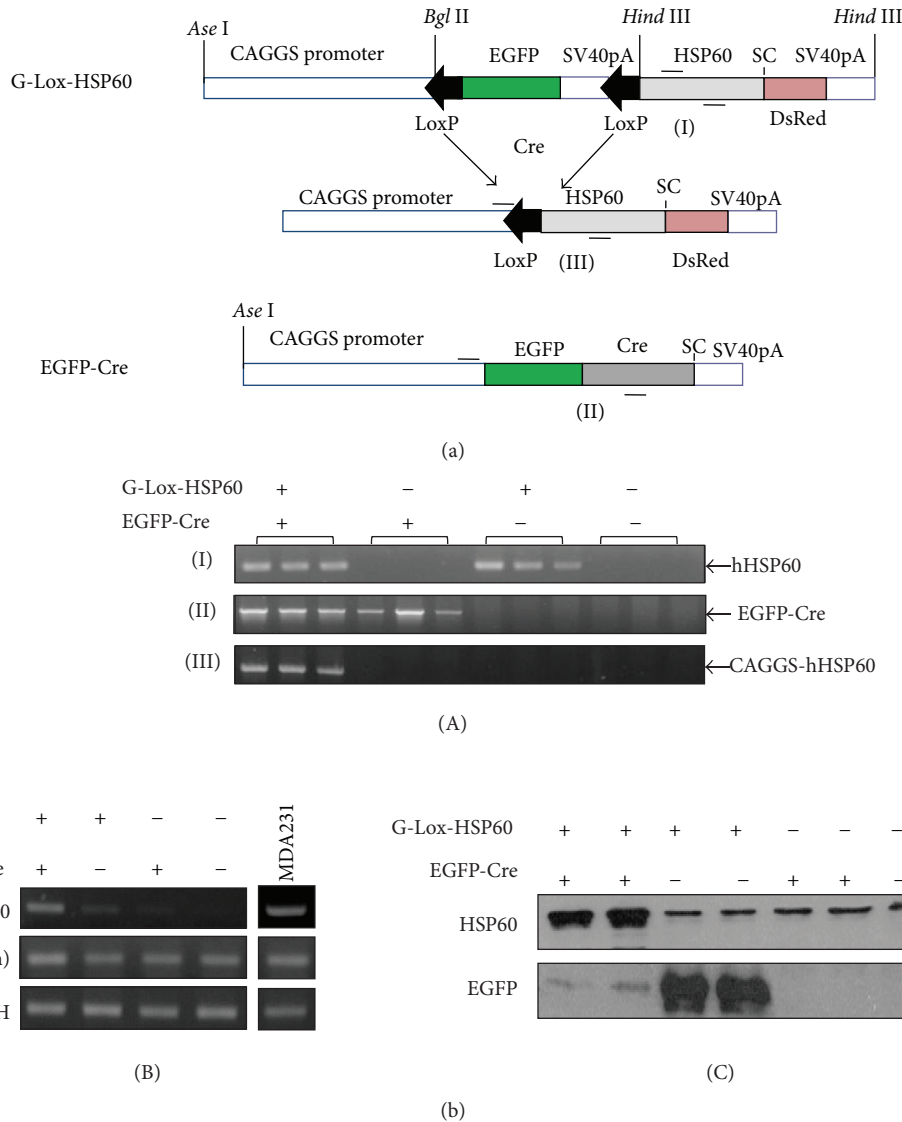 Ase I Bgl II Hind III Hind III
CAGGS promoter EGFP SV40pA HSP60 SC SV40pA
G-Lox-HSP60
LoxP LoxP (I) DsRed
Cre
CAGGS promoter HSP60 SC SV40pA
LoxP (III) DsRed
Ase I
CAGGS promoter EGFP Cre SC SV40pA
EGFP-Cre
(II)
(a)
G-Lox-HSP60 + − + −
EGFP-Cre + + − −
(I) hHSP60
(II) EGFP-Cre
(III) CAGGS-hHSP60
(A)
+ + − − MDA231
e + − + −
0
)
H
(B)
G-Lox-HSP60 + + + + − − −
EGFP-Cre + + − − + + −
HSP60
EGFP
(C)
(b)